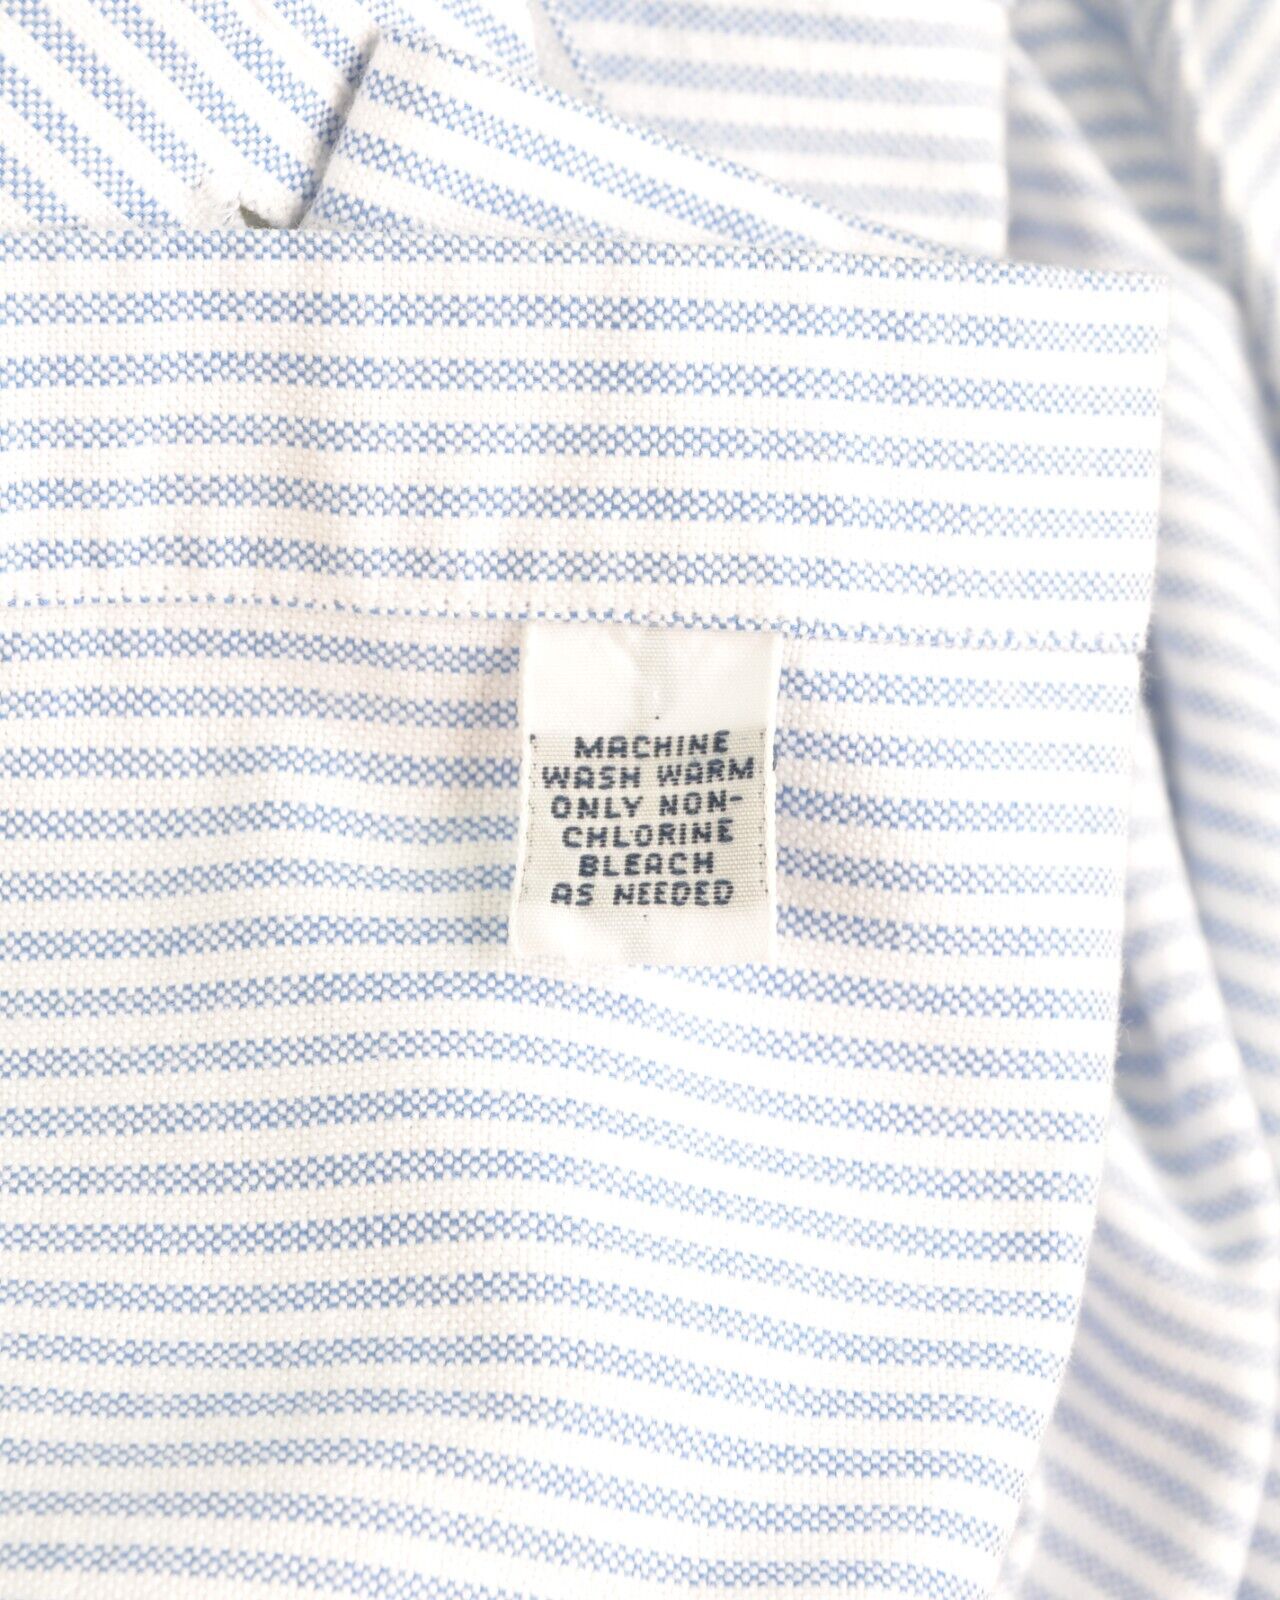 MACHINE
WASH WARM
ONLY NON-
CHLORINE
BLEACH
AS NEEDED